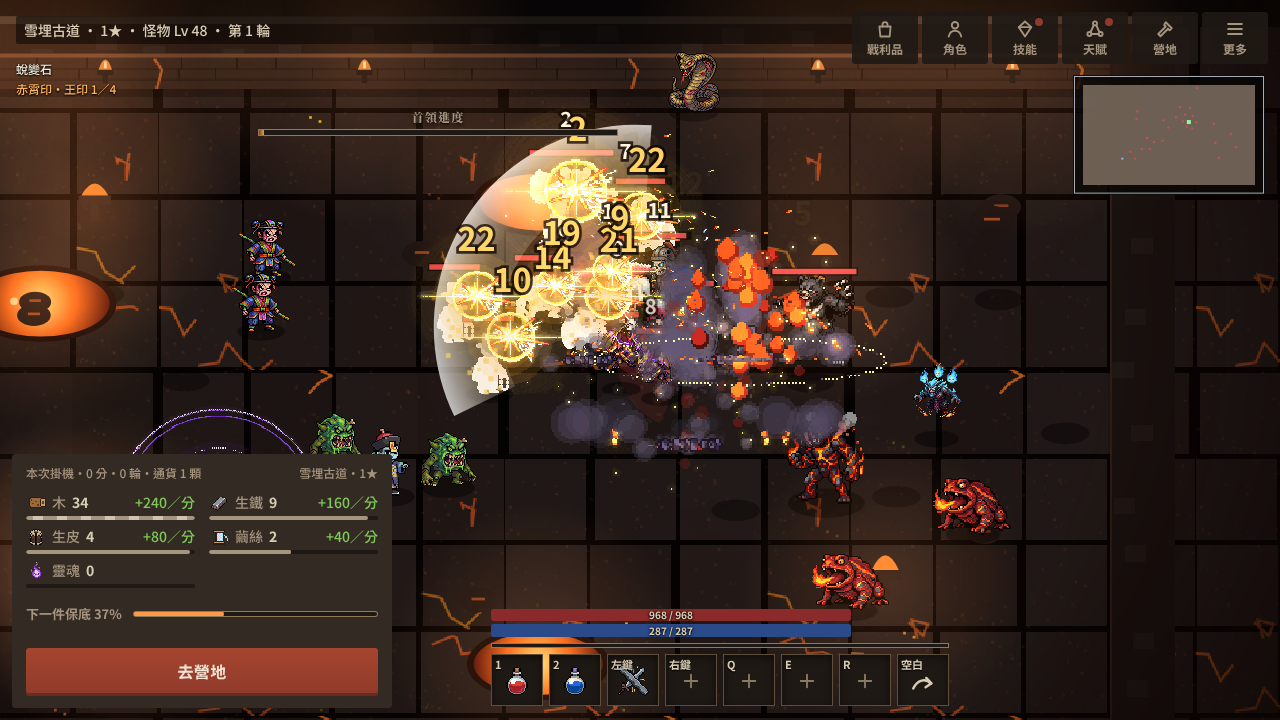 雪埋古道 · 1★ · 怪物 Lv 48 · 第 1 輪
蛻變石
赤霄印·王印 1／4
戰利品
角色
技能
天賦
營地
更多
首領進度
2
2
7
22
1
9
11
22
19
21
14
10
8
本次掛機·0 分·0 輪·通貨 1 顆
雪埋古道·1★
木 34 +240／分
生鐵 9 +160／分
生皮 4 +80／分
繭絲 2 +40／分
靈魂 0
下一件保底 37%
去營地
968 / 968
287 / 287
1
2
左鍵
右鍵
Q
E
R
空白